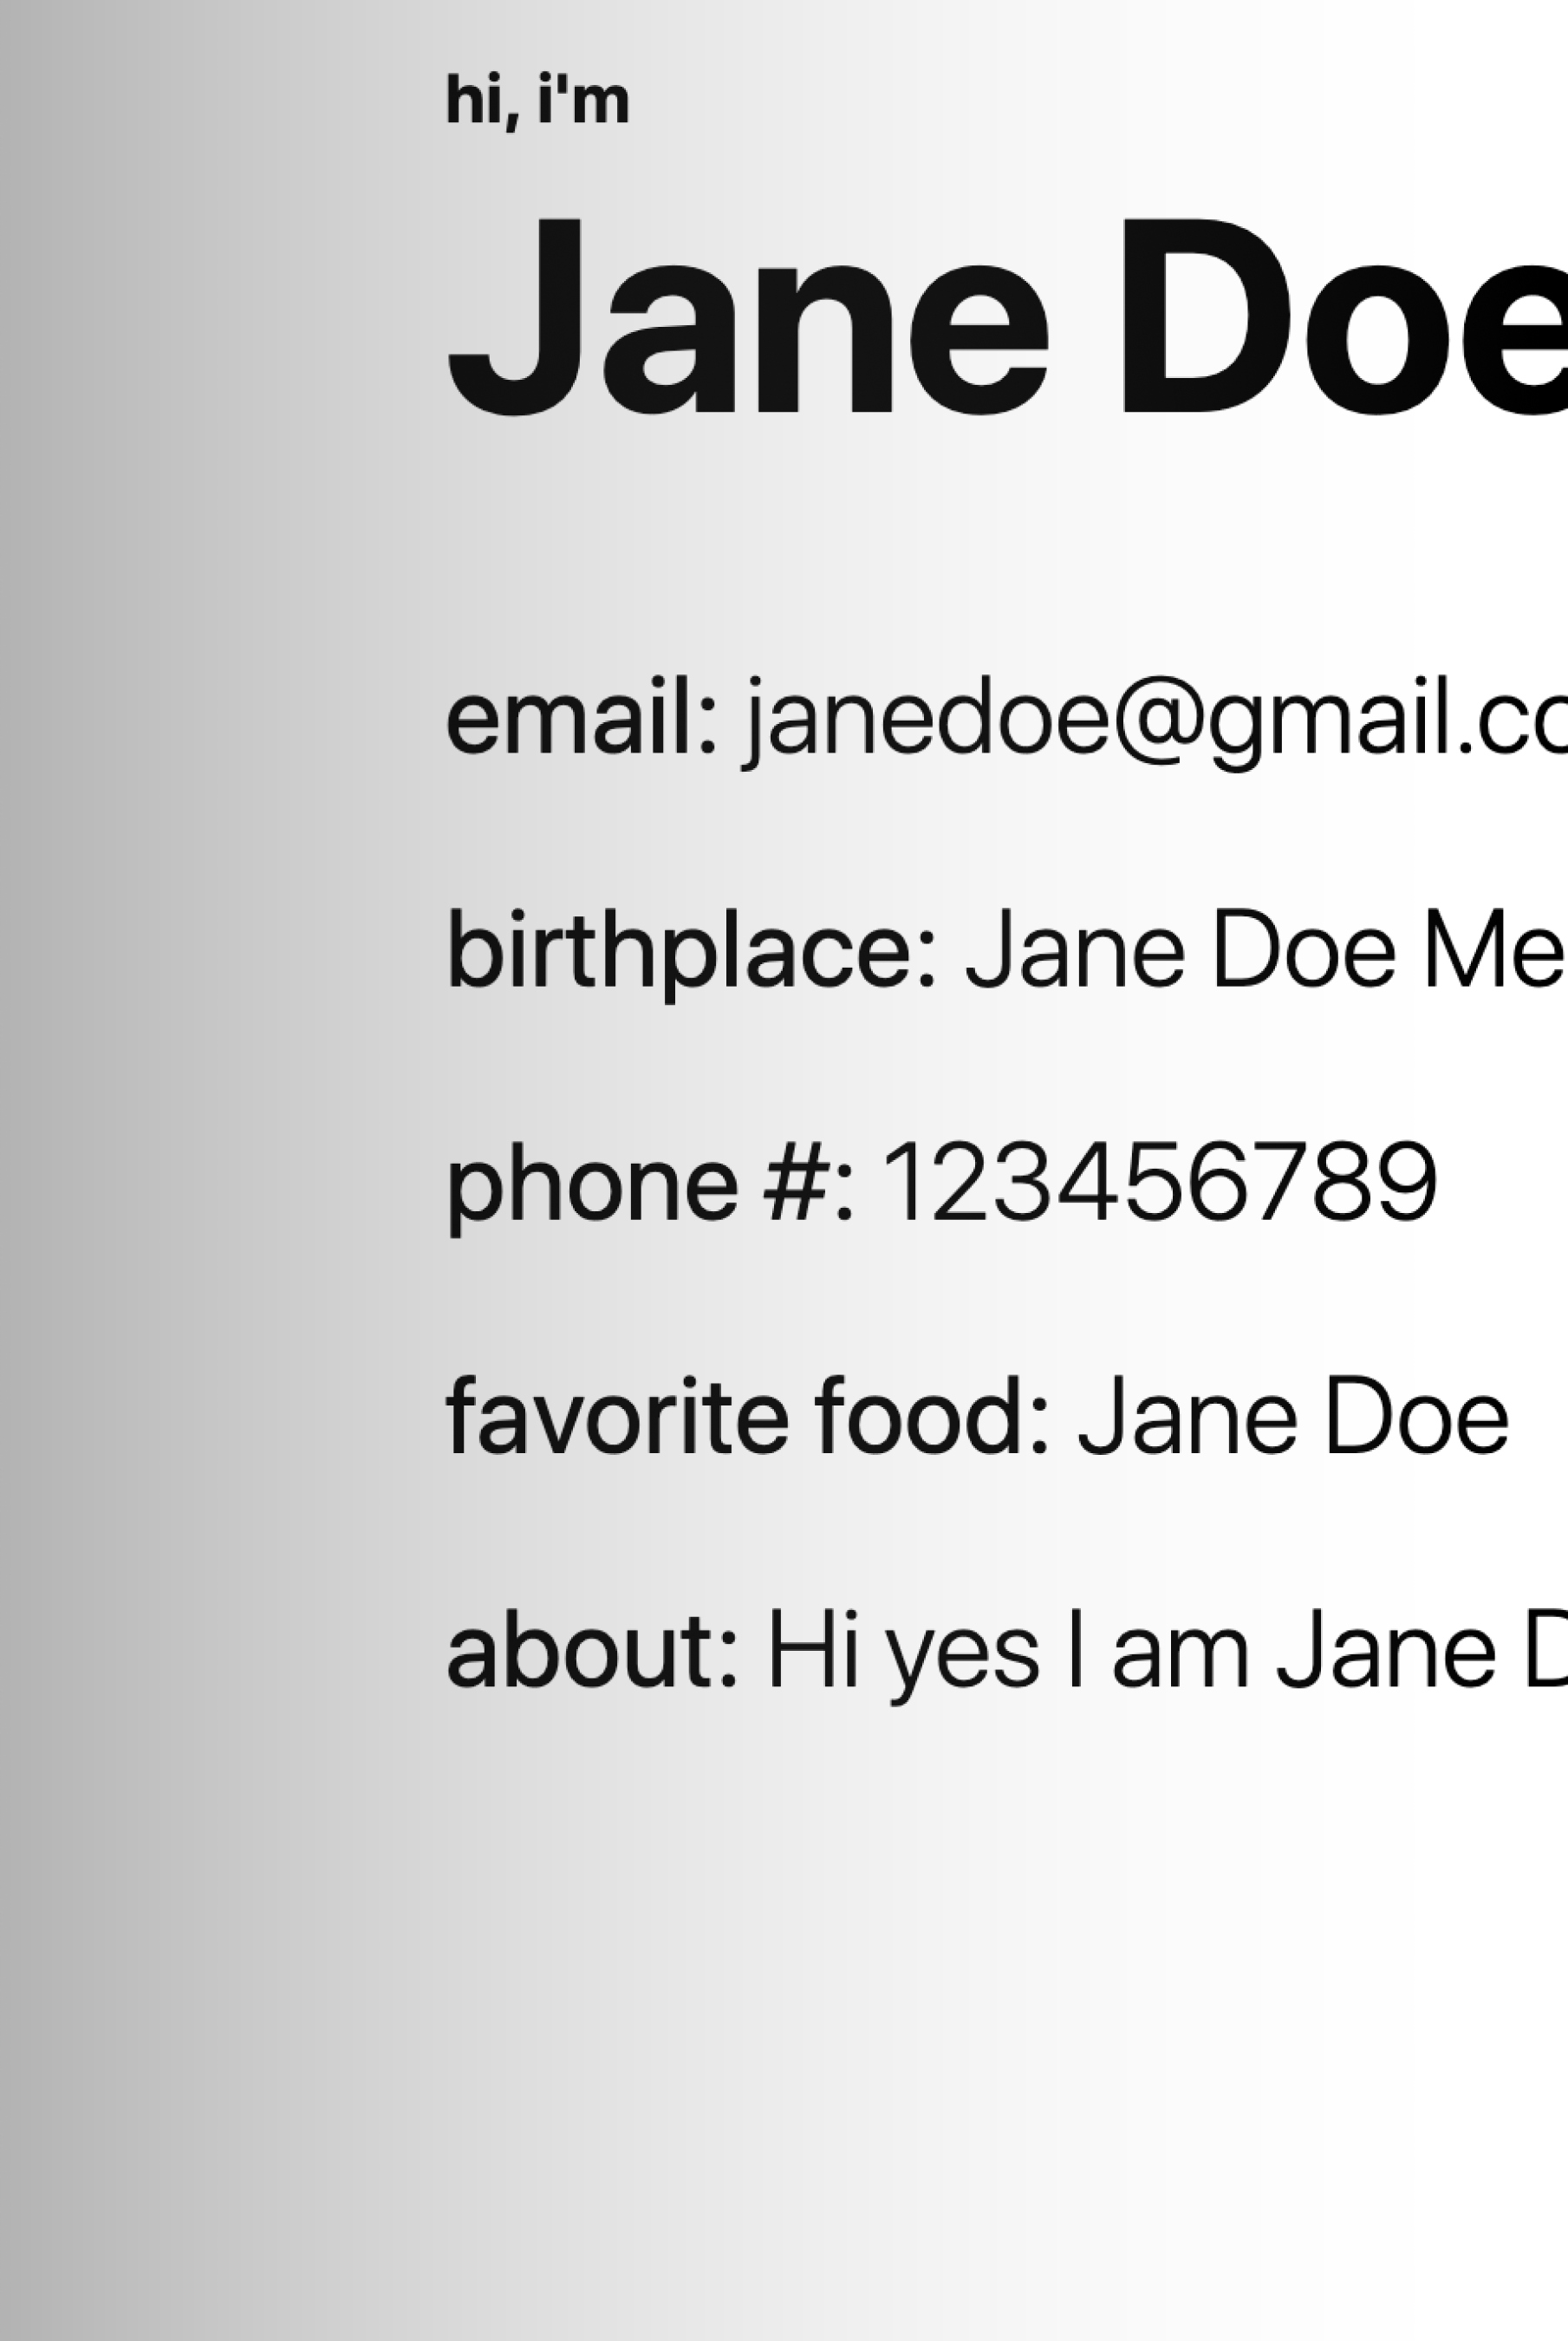 hi, i'm
Jane Doe
email: janedoe@gmail.co
birthplace: Jane Doe Me
phone #: 123456789
favorite food: Jane Doe
about: Hi yes I am Jane D